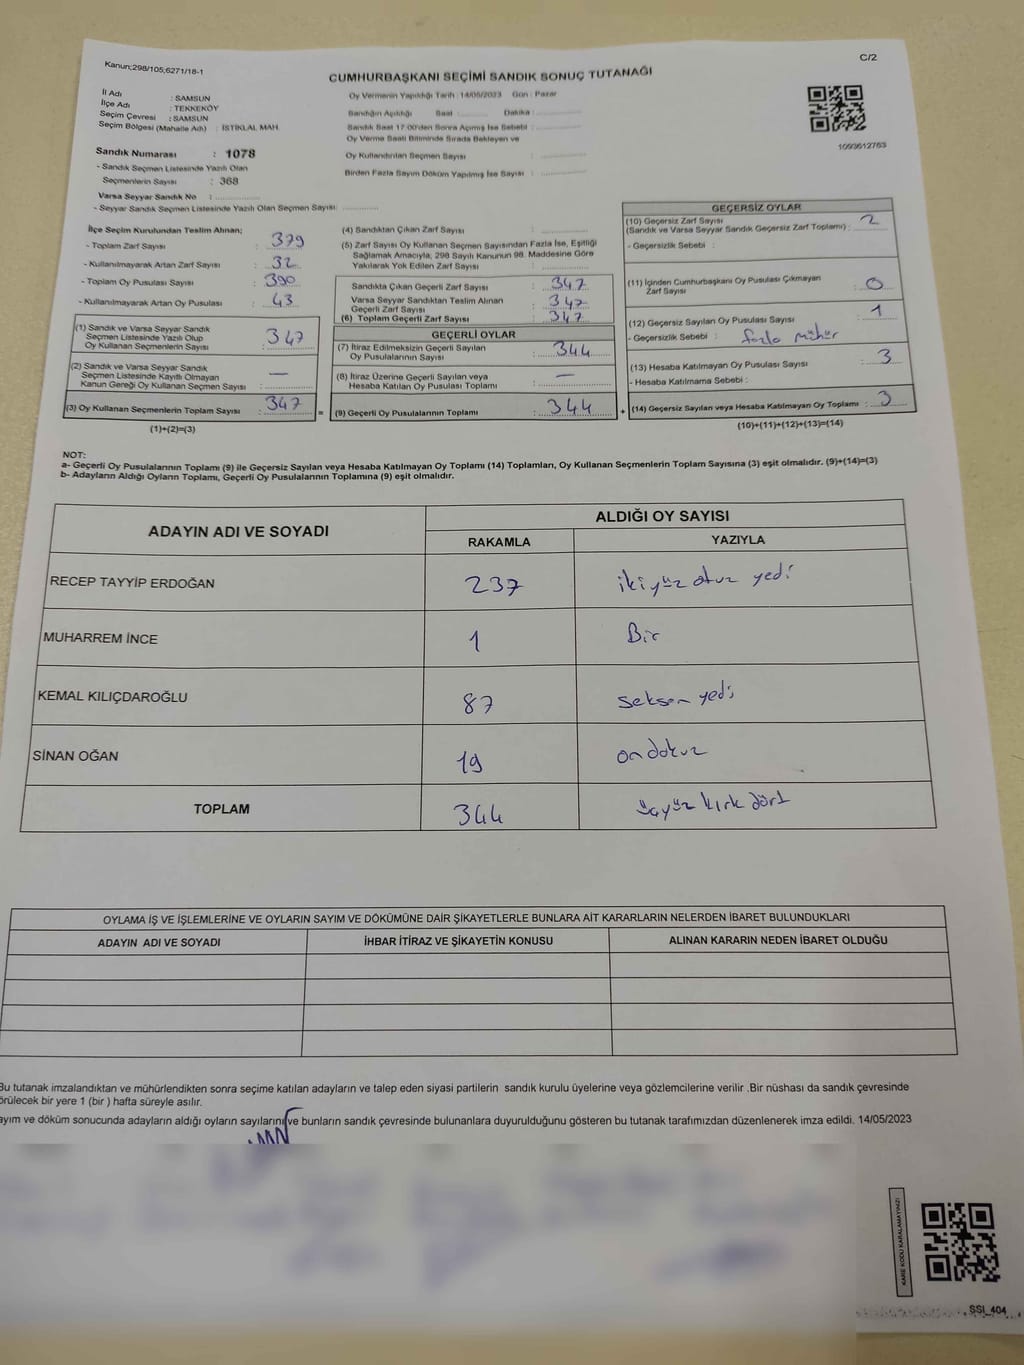 Kanun;298/105;6271/18-1
C/2
CUMHURBAŞKANI SEÇİMİ SANDIK SONUÇ TUTANAĞI
İl Adı : SAMSUN
İlçe Adı : TEKKEKÖY
Seçim Çevresi : SAMSUN
Seçim Bölgesi (Mahalle Adı) : İSTİKLAL MAH.
Sandık Numarası : 1078
- Sandık Seçmen Listesinde Yazılı Olan
Seçmenlerin Sayısı : 368
Varsa Seyyar Sandık No : ..............
- Seyyar Sandık Seçmen Listesinde Yazılı Olan Seçmen Sayısı: ............
Oy Vermenin Yapıldığı Tarih : 14/05/2023 Gün : Pazar
Sandığın Açıldığı Saat :.......... Dakika :..............
Sandık Saat 17:00'den Sonra Açımış İse Sebebi : ..............
Oy Verme Saati Bitiminde Sırada Bekleyen ve
Oy Kullandırılan Seçmen Sayısı : ..............
Birden Fazla Sayım Döküm Yapılmış İse Sayısı : ..............
1093612763
İlçe Seçim Kurulundan Teslim Alınan;
- Toplam Zarf Sayısı : 379
- Kullanılmayarak Artan Zarf Sayısı : 32
- Toplam Oy Pusulası Sayısı : 390
- Kullanılmayarak Artan Oy Pusulası : 43
(1) Sandık ve Varsa Seyyar Sandık
Seçmen Listesinde Yazılı Olup
Oy Kullanan Seçmenlerin Sayısı : 347
(2) Sandık ve Varsa Seyyar Sandık
Seçmen Listesinde Kayıtlı Olmayan
Kanun Gereği Oy Kullanan Seçmen Sayısı : —
(3) Oy Kullanan Seçmenlerin Toplam Sayısı : 347
(1)+(2)=(3)
(4) Sandıktan Çıkan Zarf Sayısı : ..............
(5) Zarf Sayısı Oy Kullanan Seçmen Sayısından Fazla İse, Eşitliği
Sağlamak Amacıyla, 298 Sayılı Kanunun 98. Maddesine Göre
Yakılarak Yok Edilen Zarf Sayısı : ..............
Sandıkta Çıkan Geçerli Zarf Sayısı : 347
Varsa Seyyar Sandıktan Teslim Alınan
Geçerli Zarf Sayısı : 347
(6) Toplam Geçerli Zarf Sayısı : 347
GEÇERLİ OYLAR
(7) İtiraz Edilmeksizin Geçerli Sayılan
Oy Pusulalarının Sayısı : 344
(8) İtiraz Üzerine Geçerli Sayılan veya
Hesaba Katılan Oy Pusulası Toplamı : —
= (9) Geçerli Oy Pusulalarının Toplamı : 344 +
GEÇERSİZ OYLAR
(10) Geçersiz Zarf Sayısı
(Sandık ve Varsa Seyyar Sandık Geçersiz Zarf Toplamı) : 2
- Geçersizlik Sebebi :
(11) İçinden Cumhurbaşkanı Oy Pusulası Çıkmayan
Zarf Sayısı : 0
(12) Geçersiz Sayılan Oy Pusulası Sayısı : 1
- Geçersizlik Sebebi : fazla mühür
(13) Hesaba Katılmayan Oy Pusulası Sayısı : 3
- Hesaba Katılmama Sebebi :
(14) Geçersiz Sayılan veya Hesaba Katılmayan Oy Toplamı : 3
(10)+(11)+(12)+(13)=(14)
NOT:
a- Geçerli Oy Pusulalarının Toplamı (9) ile Geçersiz Sayılan veya Hesaba Katılmayan Oy Toplamı (14) Toplamları, Oy Kullanan Seçmenlerin Toplam Sayısına (3) eşit olmalıdır. (9)+(14)=(3)
b- Adayların Aldığı Oyların Toplamı, Geçerli Oy Pusulalarının Toplamına (9) eşit olmalıdır.
ADAYIN ADI VE SOYADI
ALDIĞI OY SAYISI
RAKAMLA YAZIYLA
RECEP TAYYİP ERDOĞAN 237 ikiyüz otuz yedi
MUHARREM İNCE 1 Bir
KEMAL KILIÇDAROĞLU 87 seksen yedi
SİNAN OĞAN 19 on dokuz
TOPLAM 344 üçyüz kırk dört
OYLAMA İŞ VE İŞLEMLERİNE VE OYLARIN SAYIM VE DÖKÜMÜNE DAİR ŞİKAYETLERLE BUNLARA AİT KARARLARIN NELERDEN İBARET BULUNDUKLARI
ADAYIN ADI VE SOYADI İHBAR İTİRAZ VE ŞİKAYETİN KONUSU ALINAN KARARIN NEDEN İBARET OLDUĞU
Bu tutanak imzalandıktan ve mühürlendikten sonra seçime katılan adayların ve talep eden siyasi partilerin sandık kurulu üyelerine veya gözlemcilerine verilir .Bir nüshası da sandık çevresinde
örülecek bir yere 1 (bir ) hafta süreyle asılır.
ayım ve döküm sonucunda adayların aldığı oyların sayılarını ve bunların sandık çevresinde bulunanlara duyurulduğunu gösteren bu tutanak tarafımızdan düzenlenerek imza edildi. 14/05/2023
KARE KODU KARALAMAYINIZ!
SSI_404